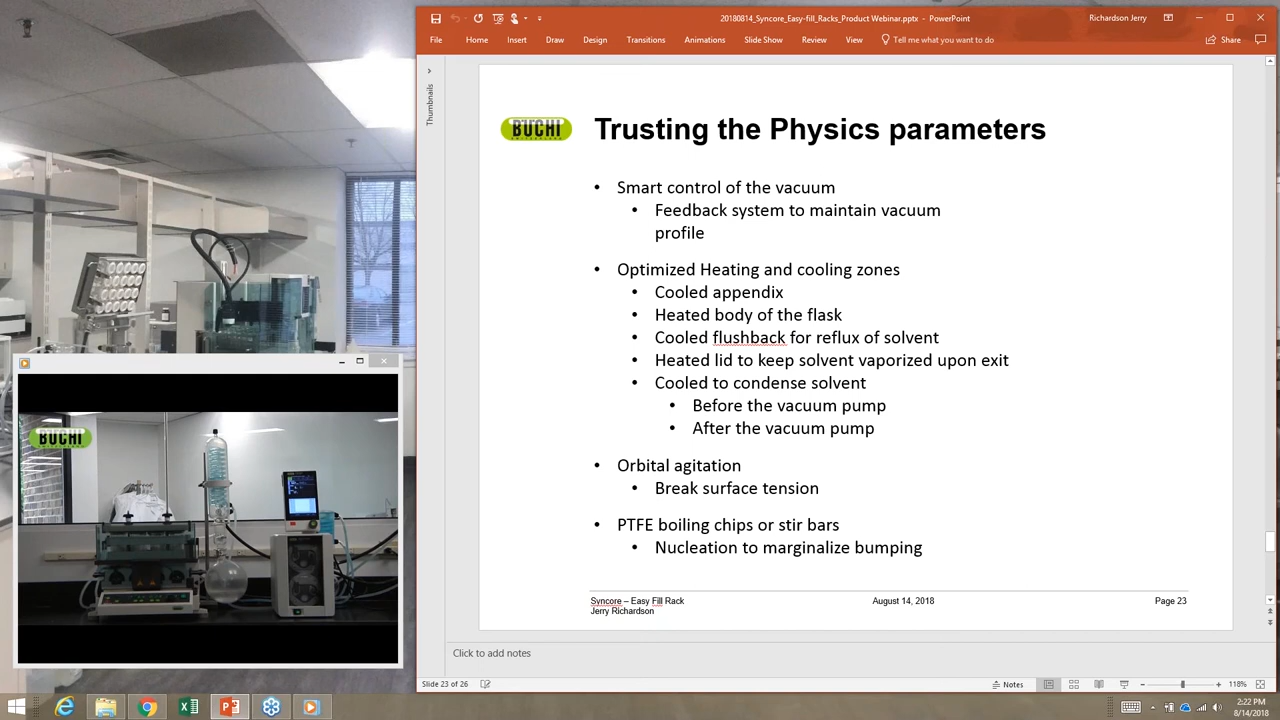 20180814_Syncore_Easy-fill_Racks_Product Webinar.pptx - PowerPoint
Richardson Jerry
File Home Insert Draw Design Transitions Animations Slide Show Review View Tell me what you want to do Share
Thumbnails
BUCHI
SWITZERLAND
Trusting the Physics parameters
• Smart control of the vacuum
• Feedback system to maintain vacuum
profile
• Optimized Heating and cooling zones
• Cooled appendix
• Heated body of the flask
• Cooled flushback for reflux of solvent
• Heated lid to keep solvent vaporized upon exit
• Cooled to condense solvent
• Before the vacuum pump
• After the vacuum pump
• Orbital agitation
• Break surface tension
• PTFE boiling chips or stir bars
• Nucleation to marginalize bumping
Syncore – Easy Fill Rack
Jerry Richardson
August 14, 2018
Page 23
Click to add notes
Slide 23 of 26
Notes
118%
BUCHI
SWITZERLAND
2:22 PM
8/14/2018